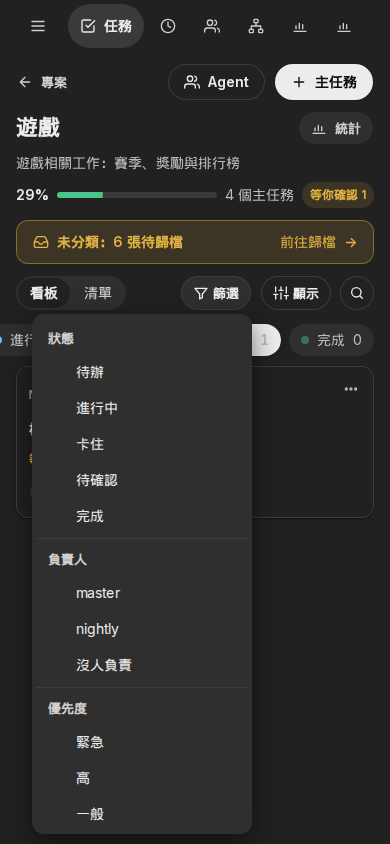 任務
專案
Agent
主任務
遊戲
統計
遊戲相關工作: 賽季、獎勵與排行榜
29%
4 個主任務
等你確認 1
未分類: 6 張待歸檔
前往歸檔
看板
清單
篩選
顯示
1
完成 0
狀態
待辦
進行中
卡住
待確認
完成
負責人
master
nightly
沒人負責
優先度
緊急
高
一般